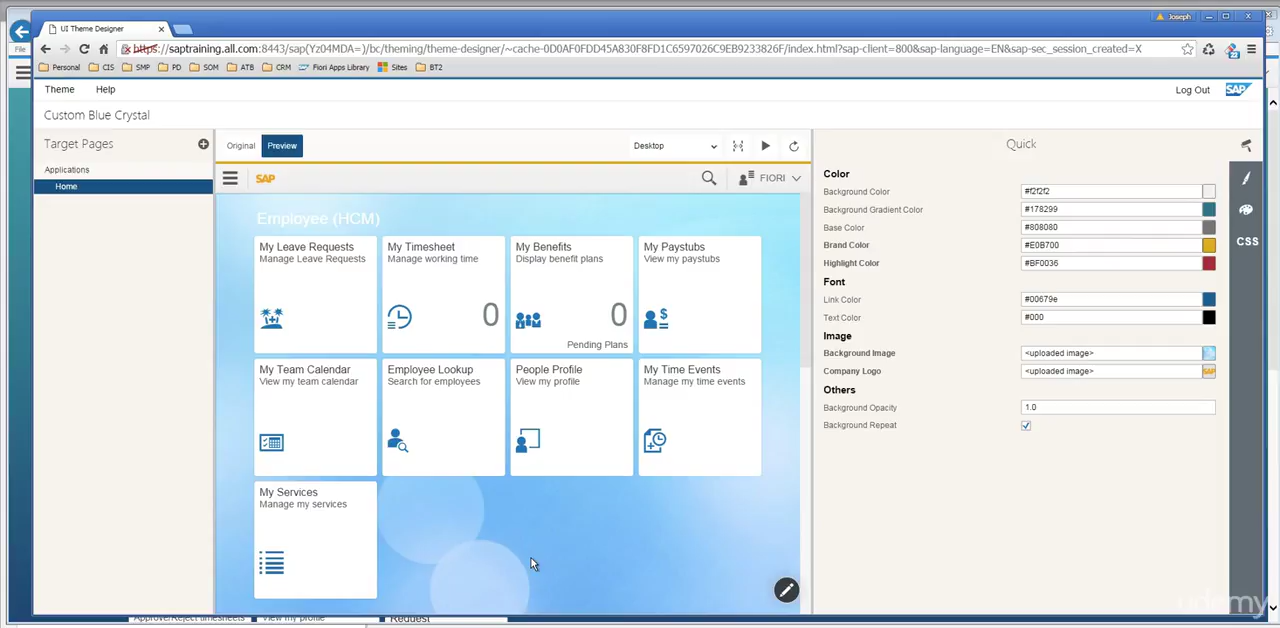 UI Theme Designer
Joseph
File
https://saptraining.all.com:8443/sap(Yz04MDA=)/bc/theming/theme-designer/~cache-0D0AF0FDD45A830F8FD1C6597026C9EB9233826F/index.html?sap-client=800&sap-language=EN&sap-sec_session_created=X
Personal CIS SMP PD SOM ATB CRM Fiori Apps Library Sites BT2
Theme Help Log Out SAP
Custom Blue Crystal
Target Pages
Applications
Home
Original Preview Desktop
SAP
FIORI
Employee (HCM)
My Leave Requests
Manage Leave Requests
My Timesheet
Manage working time
0
My Benefits
Display benefit plans
0
Pending Plans
My Paystubs
View my paystubs
My Team Calendar
View my team calendar
Employee Lookup
Search for employees
People Profile
View my profile
My Time Events
Manage my time events
My Services
Manage my services
Quick
Color
Background Color #f2f2f2
Background Gradient Color #178299
Base Color #808080
Brand Color #E0B700
Highlight Color #BF0036
Font
Link Color #00679e
Text Color #000
Image
Background Image <uploaded image>
Company Logo <uploaded image>
Others
Background Opacity 1.0
Background Repeat
CSS
Approve/Reject timesheets View my profile Request
udemy